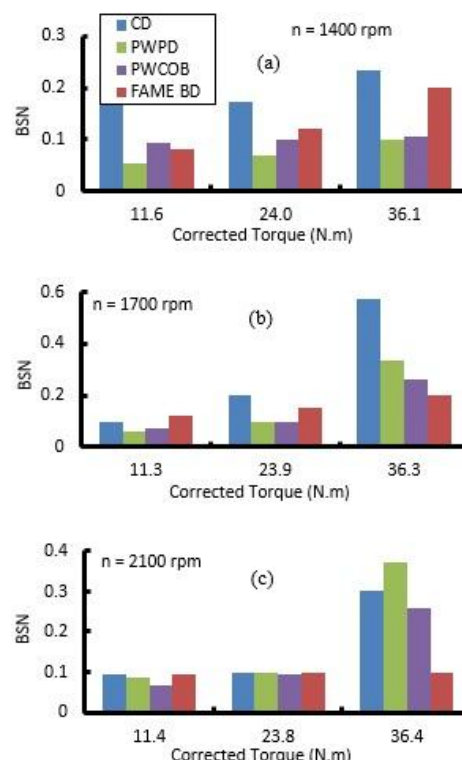 CD
PWPD
PWCOB
FAME BD
n = 1400 rpm
(a)
0.3
0.2
0.1
0
BSN
11.6 24.0 36.1
Corrected Torque (N.m)
n = 1700 rpm
(b)
0.6
0.4
0.2
0
BSN
11.3 23.9 36.3
Corrected Torque (N.m)
n = 2100 rpm
(c)
0.4
0.3
0.2
0.1
0
BSN
11.4 23.8 36.4
Corrected Torque (N.m)